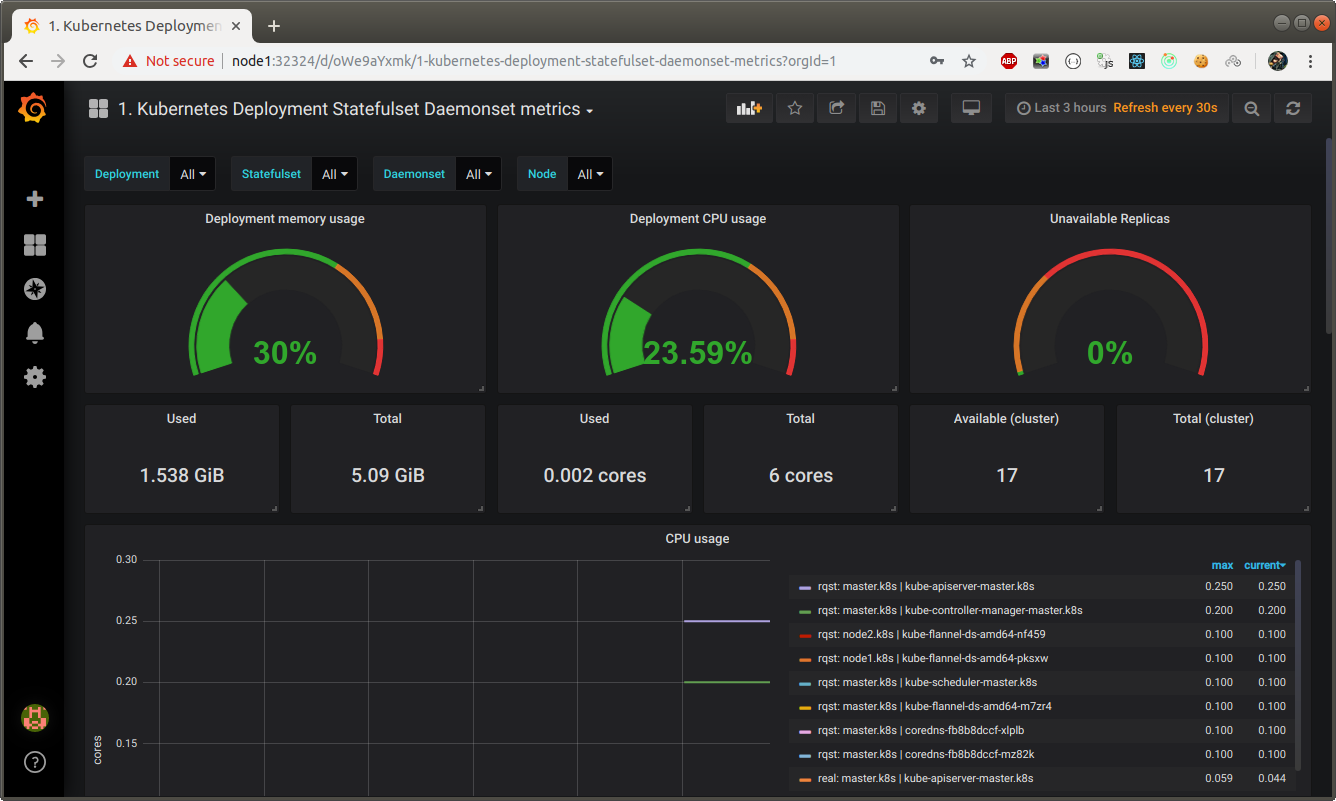 1. Kubernetes Deploymen
Not secure
node1:32324/d/oWe9aYxmk/1-kubernetes-deployment-statefulset-daemonset-metrics?orgId=1
ABP
JS
1. Kubernetes Deployment Statefulset Daemonset metrics
Last 3 hours Refresh every 30s
Deployment All Statefulset All Daemonset All Node All
Deployment memory usage
30%
Deployment CPU usage
23.59%
Unavailable Replicas
0%
Used
1.538 GiB
Total
5.09 GiB
Used
0.002 cores
Total
6 cores
Available (cluster)
17
Total (cluster)
17
CPU usage
cores
0.30
0.25
0.20
0.15
max current
rqst: master.k8s | kube-apiserver-master.k8s 0.250 0.250
rqst: master.k8s | kube-controller-manager-master.k8s 0.200 0.200
rqst: node2.k8s | kube-flannel-ds-amd64-nf459 0.100 0.100
rqst: node1.k8s | kube-flannel-ds-amd64-pksxw 0.100 0.100
rqst: master.k8s | kube-scheduler-master.k8s 0.100 0.100
rqst: master.k8s | kube-flannel-ds-amd64-m7zr4 0.100 0.100
rqst: master.k8s | coredns-fb8b8dccf-xlplb 0.100 0.100
rqst: master.k8s | coredns-fb8b8dccf-mz82k 0.100 0.100
real: master.k8s | kube-apiserver-master.k8s 0.059 0.044